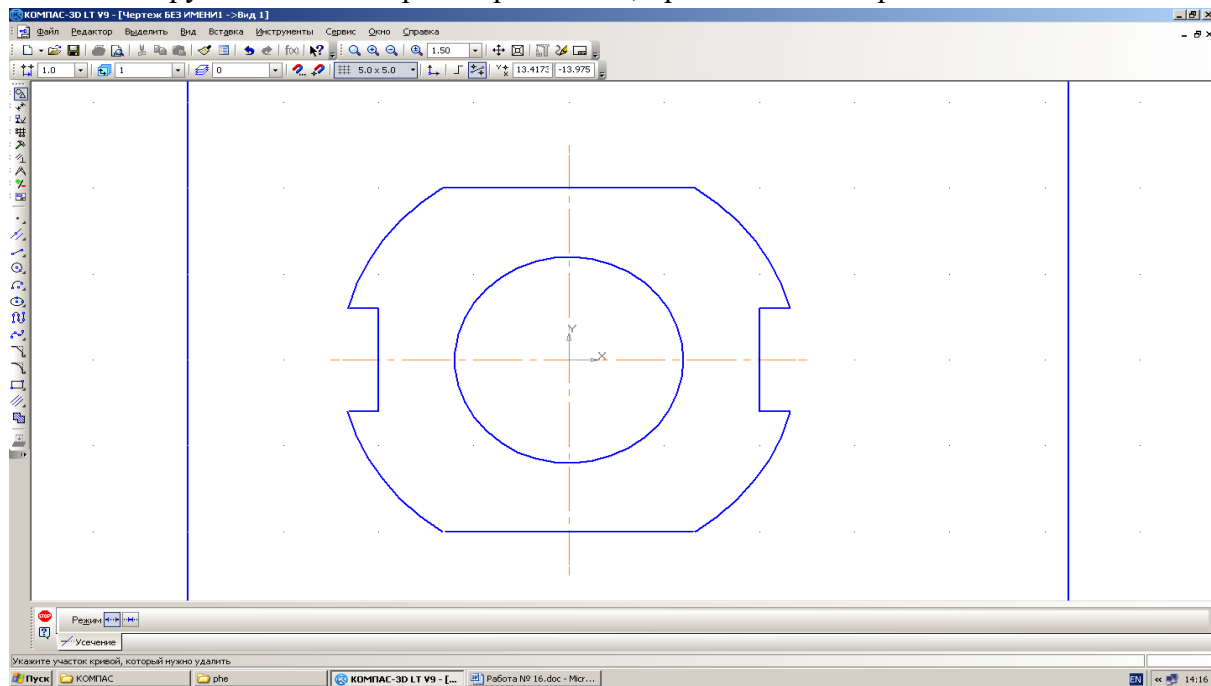 КОМПАС-3D LT V9 - [Чертеж БЕЗ ИМЕНИ1 ->Вид 1]
Файл Редактор Выделить Вид Вставка Инструменты Сервис Окно Справка
f(x) 1.50
1.0 1 0 5.0 x 5.0 13.4173 -13.975
Y
X
STOP Режим
Усечение
Укажите участок кривой, который нужно удалить
Пуск КОМПАС phe КОМПАС-3D LT V9 - [... Работа № 16.doc - Micr... EN « 14:16